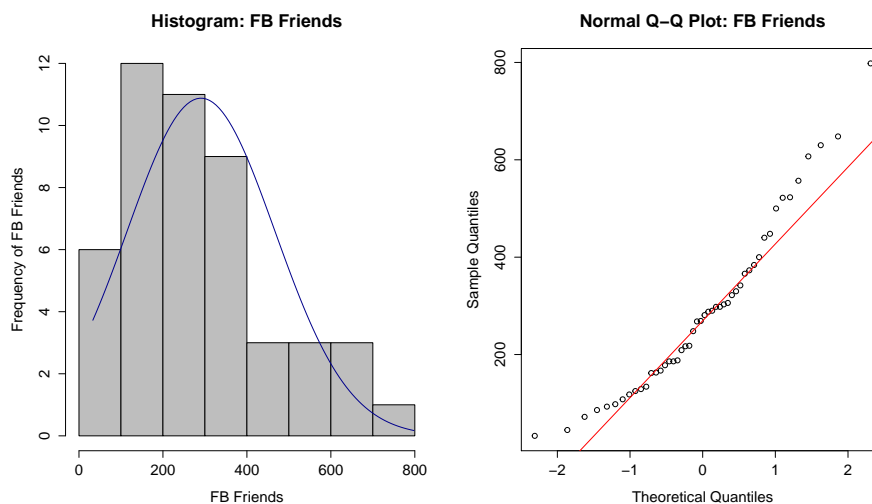 Histogram: FB Friends
Frequency of FB Friends
12
10
8
6
4
2
0
0 200 400 600 800
FB Friends
Normal Q−Q Plot: FB Friends
Sample Quantiles
800
600
400
200
−2 −1 0 1 2
Theoretical Quantiles